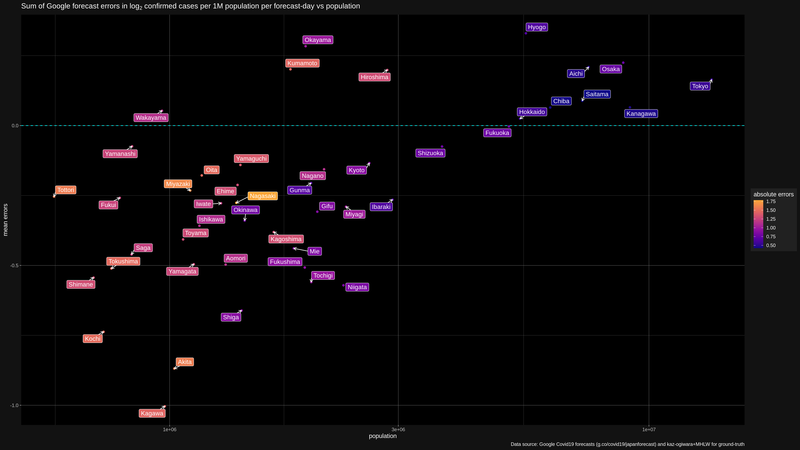 Sum of Google forecast errors in log2 confirmed cases per 1M population per forecast-day vs population
Hyogo
Okayama
Kumamoto
Hiroshima
Aichi
Osaka
Tokyo
Saitama
Chiba
Hokkaido
Kanagawa
Wakayama
0.0
Fukuoka
Yamanashi
Shizuoka
Yamaguchi
Oita
Kyoto
Nagano
Miyazaki
Tottori
Ehime
Gunma
Nagasaki
Fukui
Iwate
Okinawa
Gifu
Ibaraki
Miyagi
Ishikawa
Toyama
Kagoshima
Saga
Mie
Tokushima
Aomori
Fukushima
-0.5
Yamagata
Tochigi
Shimane
Niigata
Shiga
Kochi
Akita
-1.0
Kagawa
mean errors
1e+06
3e+06
1e+07
population
absolute errors
1.75
1.50
1.25
1.00
0.75
0.50
Data source: Google Covid19 forecasts (g.co/covid19/japanforecast) and kaz-ogiwara+MHLW for ground-truth